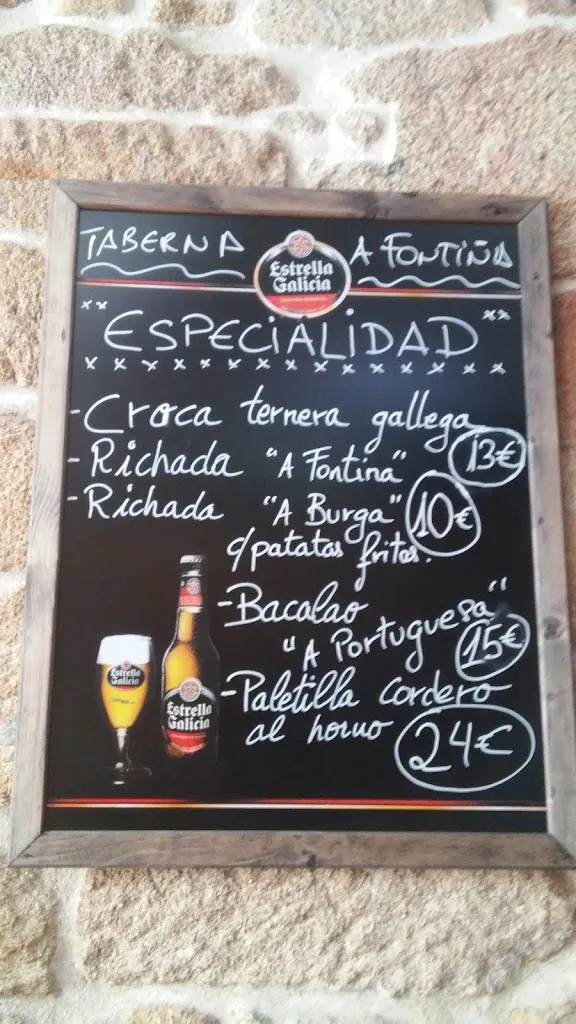 TABERNA A FONTIÑA
Estrella
Galicia
ESPECIALIDAD
- Croca ternera gallega
13€
- Richada "A Fontina"
- Richada "A Burga" 10€
c/patatas fritas.
- Bacalao
"A Portuguesa"
15€
- Paletilla cordero
al horno
24€
Estrella
Galicia
Estrella
Galicia